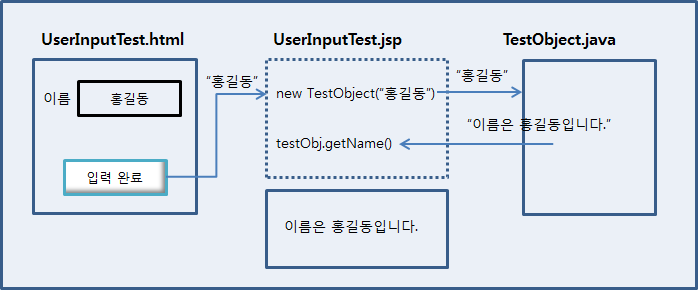 UserInputTest.html
UserInputTest.jsp
TestObject.java
이름
홍길동
입력 완료
“홍길동”
new TestObject(“홍길동”)
testObj.getName()
“홍길동”
“이름은 홍길동입니다.”
이름은 홍길동입니다.